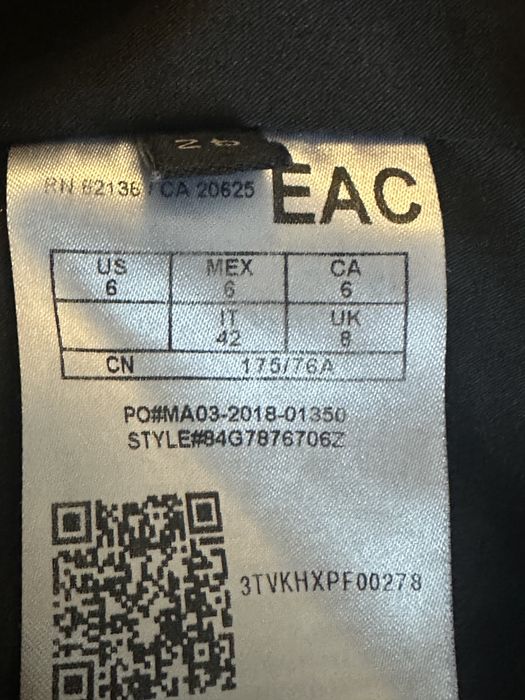 RN 62136 / CA 20625
EAC
US MEX CA
6 6 6
IT UK
42 8
CN 175/76A
PO#MA03-2018-01350
STYLE#84G7876706Z
3TVKHXPF00278